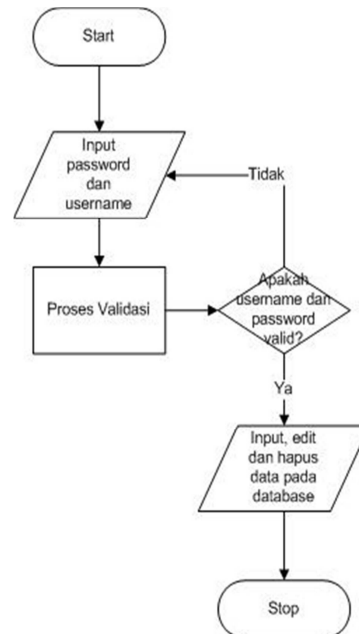 Start
Input
password
dan
username
Tidak
Proses Validasi
Apakah
username dan
password
valid?
Ya
Input, edit
dan hapus
data pada
database
Stop